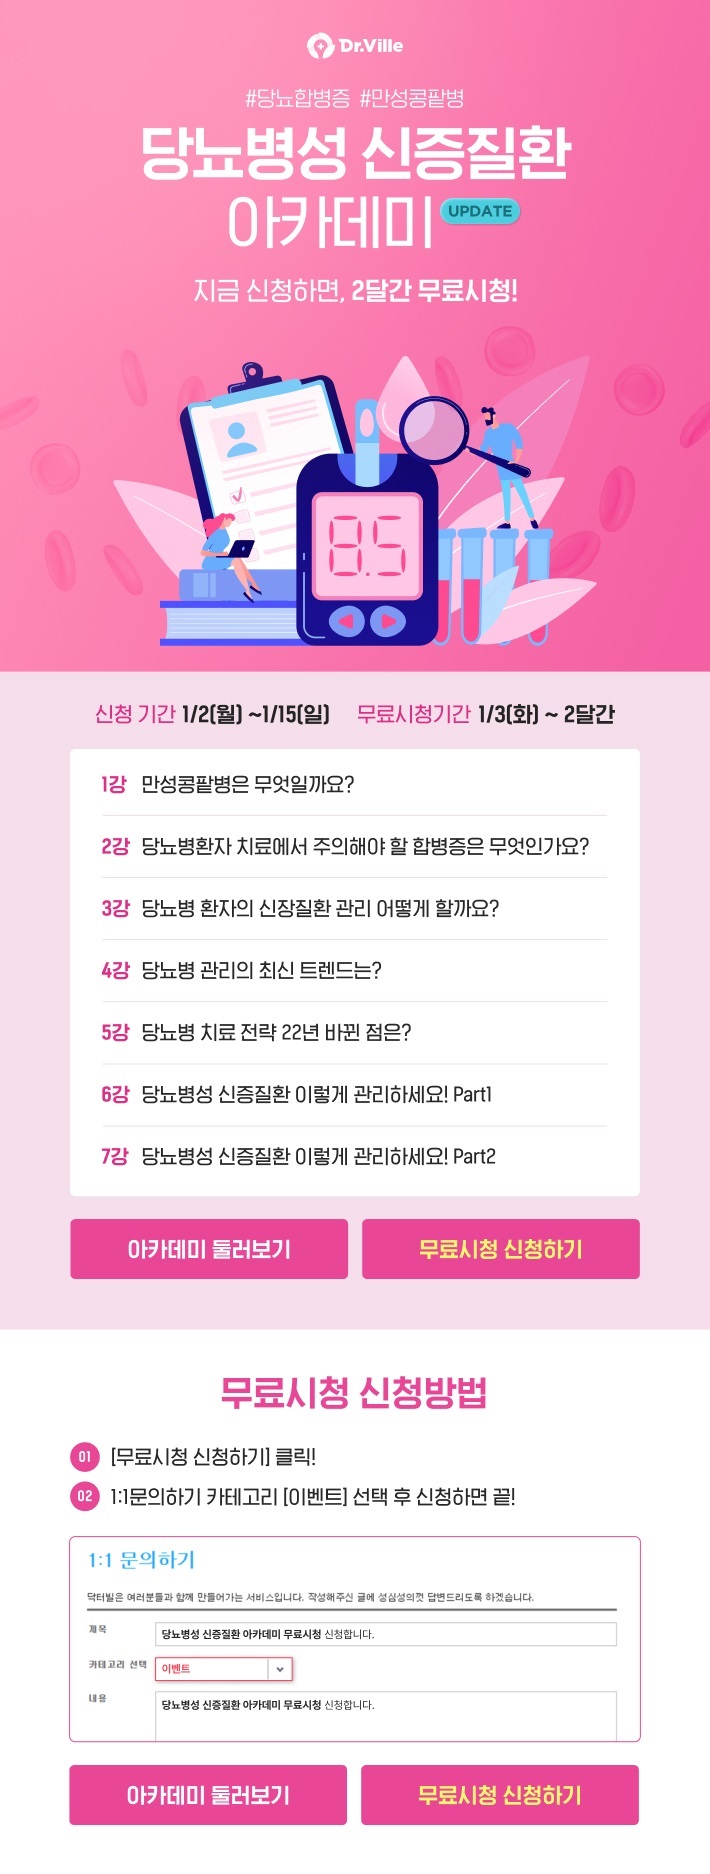 Dr.Ville
#당뇨합병증 #만성콩팥병
당뇨병성 신증질환
아카데미 UPDATE
지금 신청하면, 2달간 무료시청!
8.5
신청 기간 1/2(월) ~1/15(일) 무료시청기간 1/3(화) ~ 2달간
1강 만성콩팥병은 무엇일까요?
2강 당뇨병환자 치료에서 주의해야 할 합병증은 무엇인가요?
3강 당뇨병 환자의 신장질환 관리 어떻게 할까요?
4강 당뇨병 관리의 최신 트렌드는?
5강 당뇨병 치료 전략 22년 바뀐 점은?
6강 당뇨병성 신증질환 이렇게 관리하세요! Part1
7강 당뇨병성 신증질환 이렇게 관리하세요! Part2
아카데미 둘러보기 무료시청 신청하기
무료시청 신청방법
01 [무료시청 신청하기] 클릭!
02 1:1문의하기 카테고리 [이벤트] 선택 후 신청하면 끝!
1:1 문의하기
닥터빌은 여러분들과 함께 만들어가는 서비스입니다. 작성해주신 글에 성심성의껏 답변드리도록 하겠습니다.
제목 당뇨병성 신증질환 아카데미 무료시청 신청합니다.
카테고리 선택 이벤트
내용 당뇨병성 신증질환 아카데미 무료시청 신청합니다.
아카데미 둘러보기 무료시청 신청하기